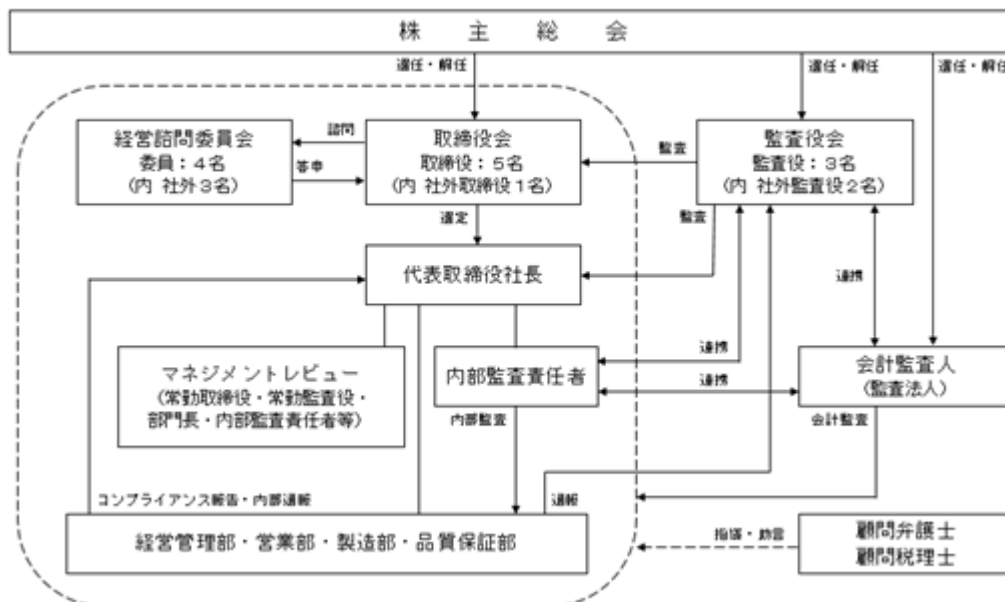 株主総会
選任・解任
選任・解任
選任・解任
経営諮問委員会
委員：４名
（内 社外３名）
諮問
答申
取締役会
取締役：５名
（内 社外取締役１名）
監査
監査役会
監査役：３名
（内 社外監査役２名）
選定
監査
代表取締役社長
連携
マネジメントレビュー
（常勤取締役・常勤監査役・
部門長・内部監査責任者等）
内部監査責任者
連携
連携
会計監査人
（監査法人）
内部監査
会計監査
コンプライアンス報告・内部通報
通報
経営管理部・営業部・製造部・品質保証部
指導・助言
顧問弁護士
顧問税理士